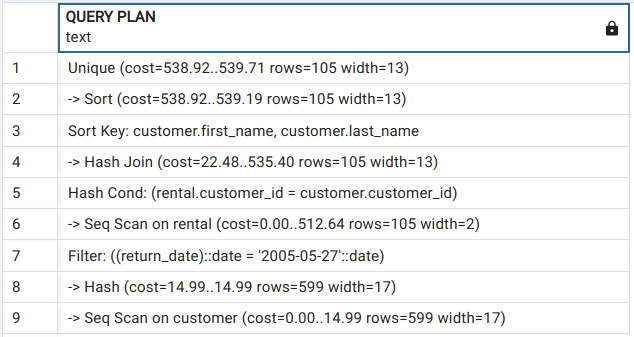 QUERY PLAN
text
1 Unique (cost=538.92..539.71 rows=105 width=13)
2 -> Sort (cost=538.92..539.19 rows=105 width=13)
3 Sort Key: customer.first_name, customer.last_name
4 -> Hash Join (cost=22.48..535.40 rows=105 width=13)
5 Hash Cond: (rental.customer_id = customer.customer_id)
6 -> Seq Scan on rental (cost=0.00..512.64 rows=105 width=2)
7 Filter: ((return_date)::date = '2005-05-27'::date)
8 -> Hash (cost=14.99..14.99 rows=599 width=17)
9 -> Seq Scan on customer (cost=0.00..14.99 rows=599 width=17)